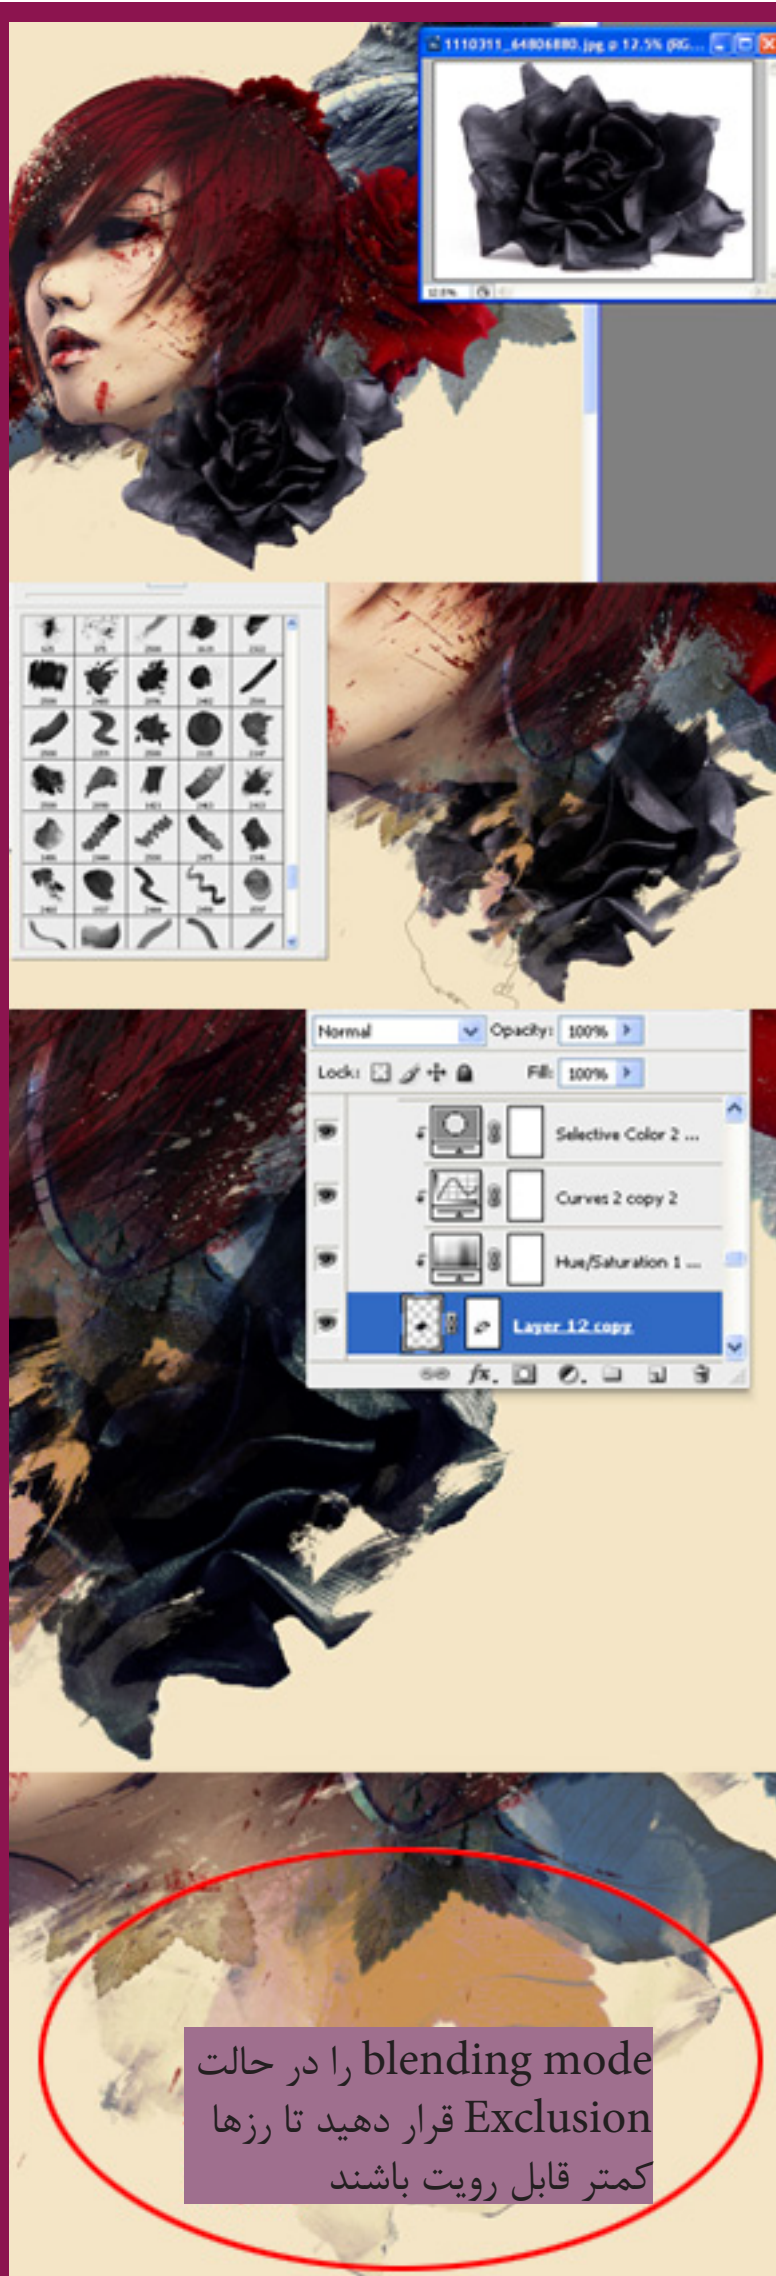 1110311_64806880.jpg @ 12.5% (RG...
12.5%
Normal
Opacity: 100%
Lock:
Fill: 100%
Selective Color 2 ...
Curves 2 copy 2
Hue/Saturation 1 ...
Layer 12 copy
blending mode را در حالت
Exclusion قرار دهید تا رزها
کمتر قابل رویت باشند